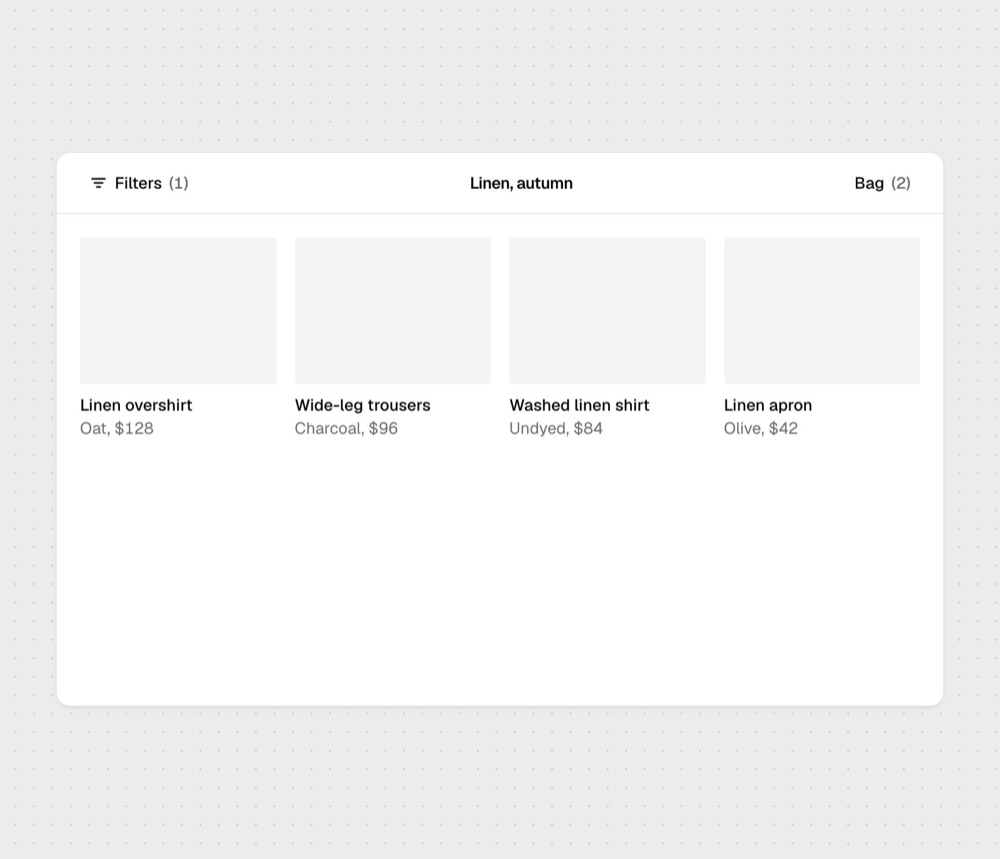 Filters (1)
Linen, autumn
Bag (2)
Linen overshirt
Oat, $128
Wide-leg trousers
Charcoal, $96
Washed linen shirt
Undyed, $84
Linen apron
Olive, $42